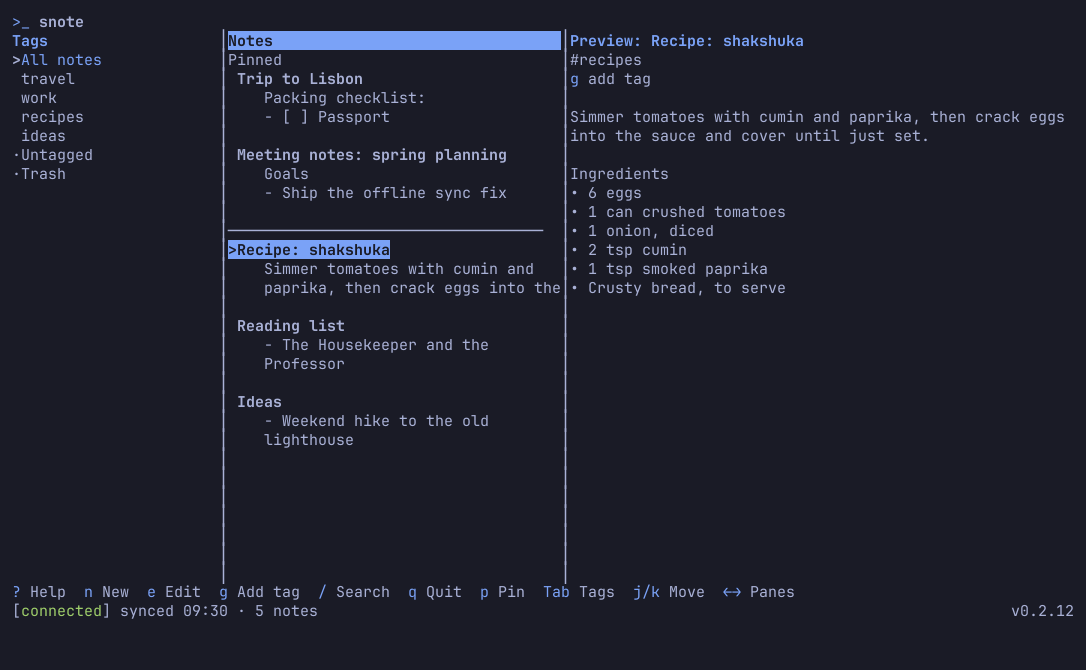 >_ snote
Tags
>All notes
travel
work
recipes
ideas
·Untagged
·Trash
Notes
Pinned
Trip to Lisbon
Packing checklist:
- [ ] Passport
Meeting notes: spring planning
Goals
- Ship the offline sync fix
>Recipe: shakshuka
Simmer tomatoes with cumin and
paprika, then crack eggs into the
Reading list
- The Housekeeper and the
Professor
Ideas
- Weekend hike to the old
lighthouse
Preview: Recipe: shakshuka
#recipes
g add tag
Simmer tomatoes with cumin and paprika, then crack eggs
into the sauce and cover until just set.
Ingredients
• 6 eggs
• 1 can crushed tomatoes
• 1 onion, diced
• 2 tsp cumin
• 1 tsp smoked paprika
• Crusty bread, to serve
? Help  n New  e Edit  g Add tag  / Search  q Quit  p Pin  Tab Tags  j/k Move  ↔ Panes
[connected] synced 09:30 · 5 notes
v0.2.12